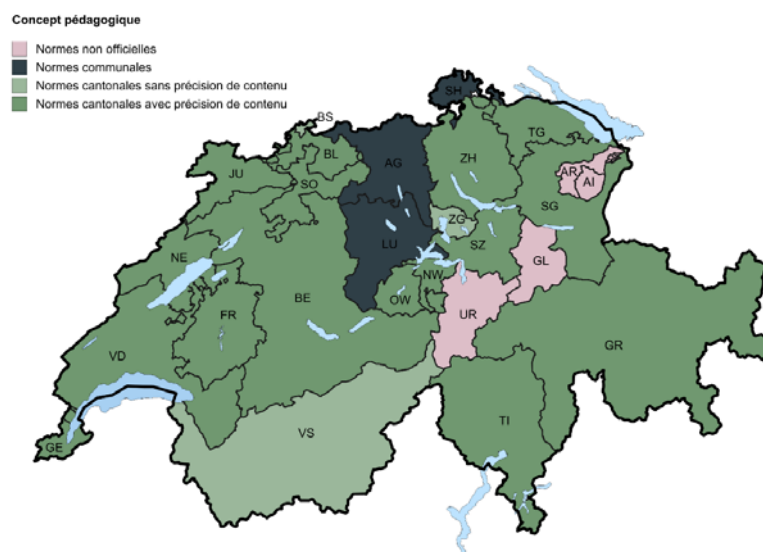 Concept pédagogique
Normes non officielles
Normes communales
Normes cantonales sans précision de contenu
Normes cantonales avec précision de contenu
SH
BS
TG
BL
ZH
JU
AG
AR
AI
SO
SG
ZG
LU
SZ
NE
GL
NW
OW
BE
FR
UR
GR
VD
TI
VS
GE